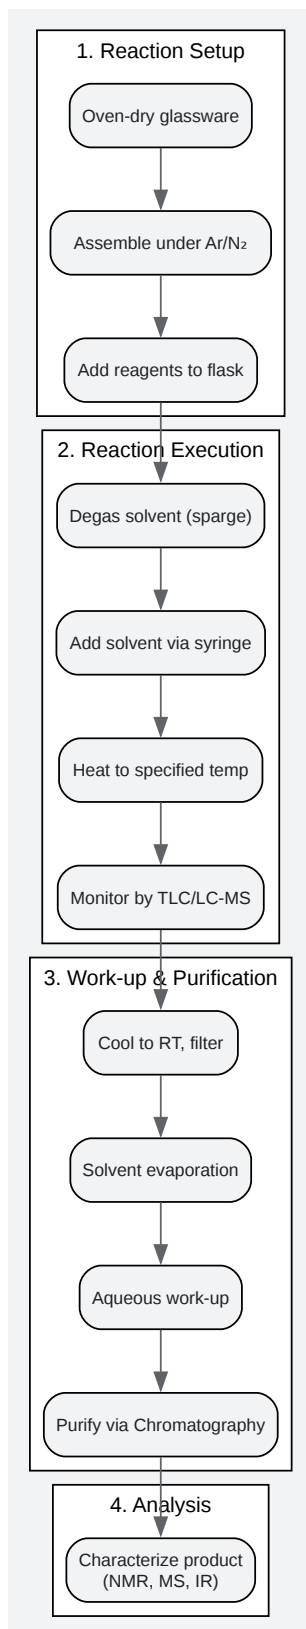 1. Reaction Setup
Oven-dry glassware
Assemble under Ar/N₂
Add reagents to flask
2. Reaction Execution
Degas solvent (sparge)
Add solvent via syringe
Heat to specified temp
Monitor by TLC/LC-MS
3. Work-up & Purification
Cool to RT, filter
Solvent evaporation
Aqueous work-up
Purify via Chromatography
4. Analysis
Characterize product
(NMR, MS, IR)